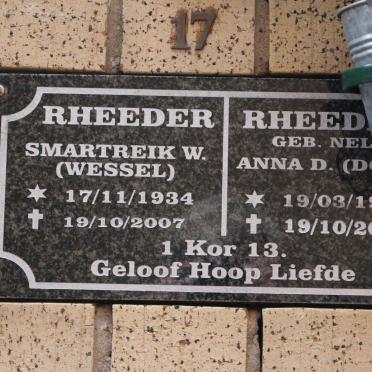 17
RHEEDER
SMARTREIK W.
(WESSEL)
17/11/1934
19/10/2007
GEB. NEL
ANNA D.
1 Kor 13.
Geloof Hoop Liefde